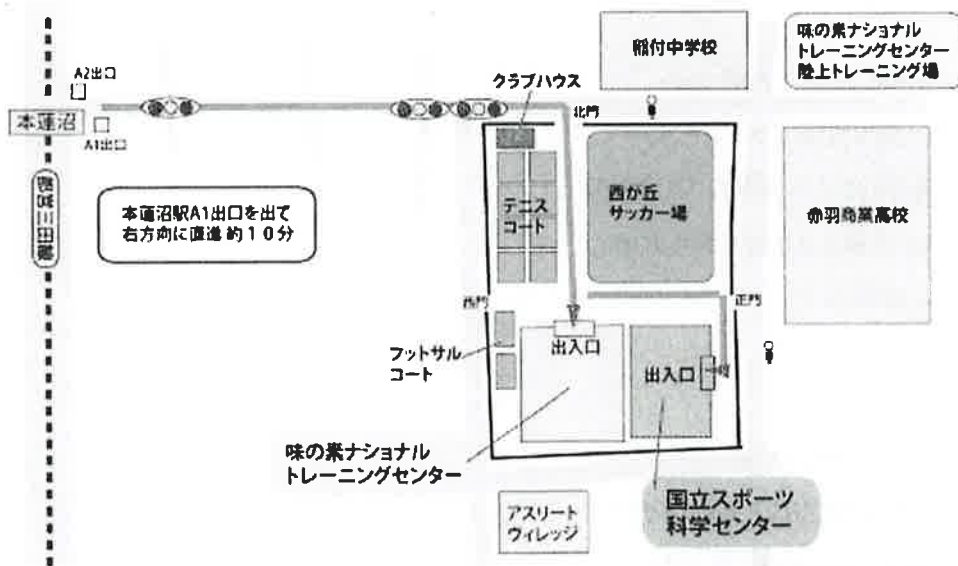 稲付中学校
味の素ナショナル
トレーニングセンター
陸上トレーニング場
A2出口
クラブハウス
本蓮沼
A1出口
北門
都営三田線
本蓮沼駅A1出口を出て
右方向に直進約10分
テニス
コート
西が丘
サッカー場
赤羽商業高校
西門
正門
出入口
フットサル
コート
出入口
味の素ナショナル
トレーニングセンター
国立スポーツ
科学センター
アスリート
ヴィレッジ